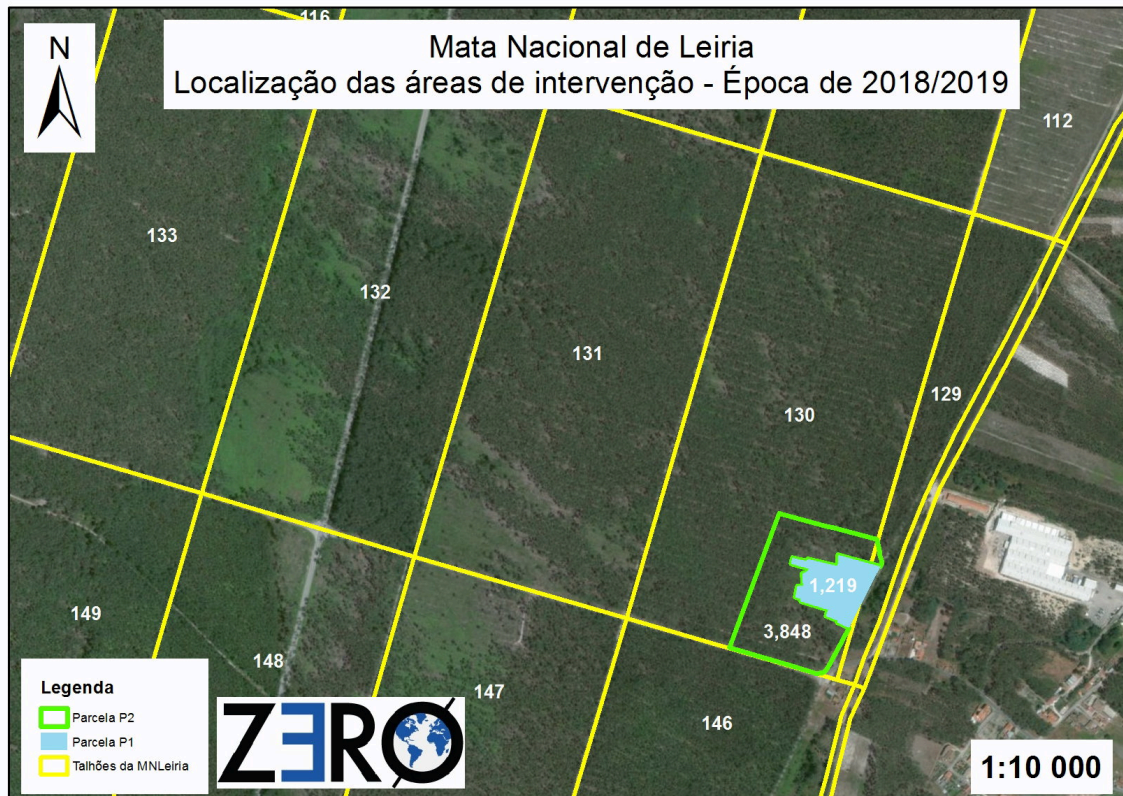 116
N
Mata Nacional de Leiria
Localização das áreas de intervenção - Época de 2018/2019
112
133
132
131
130
129
1,219
3,848
149
148
147
146
Legenda
Parcela P2
Parcela P1
Talhões da MNLeiria
ZERO
1:10 000